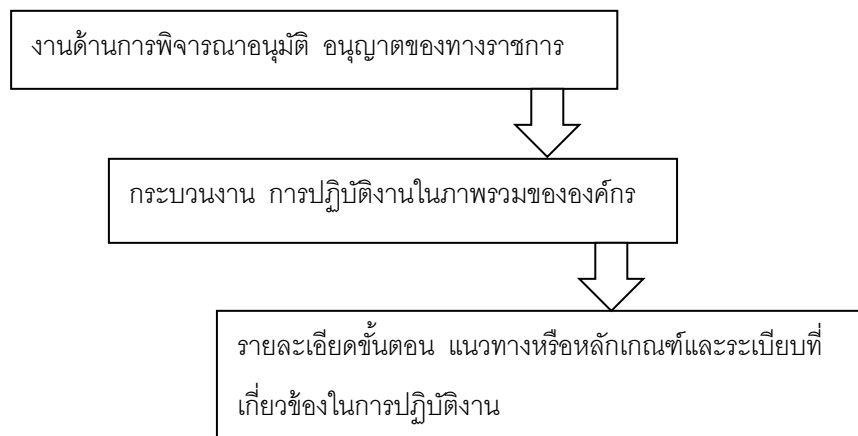 งานด้านการพิจารณาอนุมัติ อนุญาตของทางราชการ
กระบวนงาน การปฏิบัติงานในภาพรวมขององค์กร
รายละเอียดขั้นตอน แนวทางหรือหลักเกณฑ์และระเบียบที่
เกี่ยวข้องในการปฏิบัติงาน